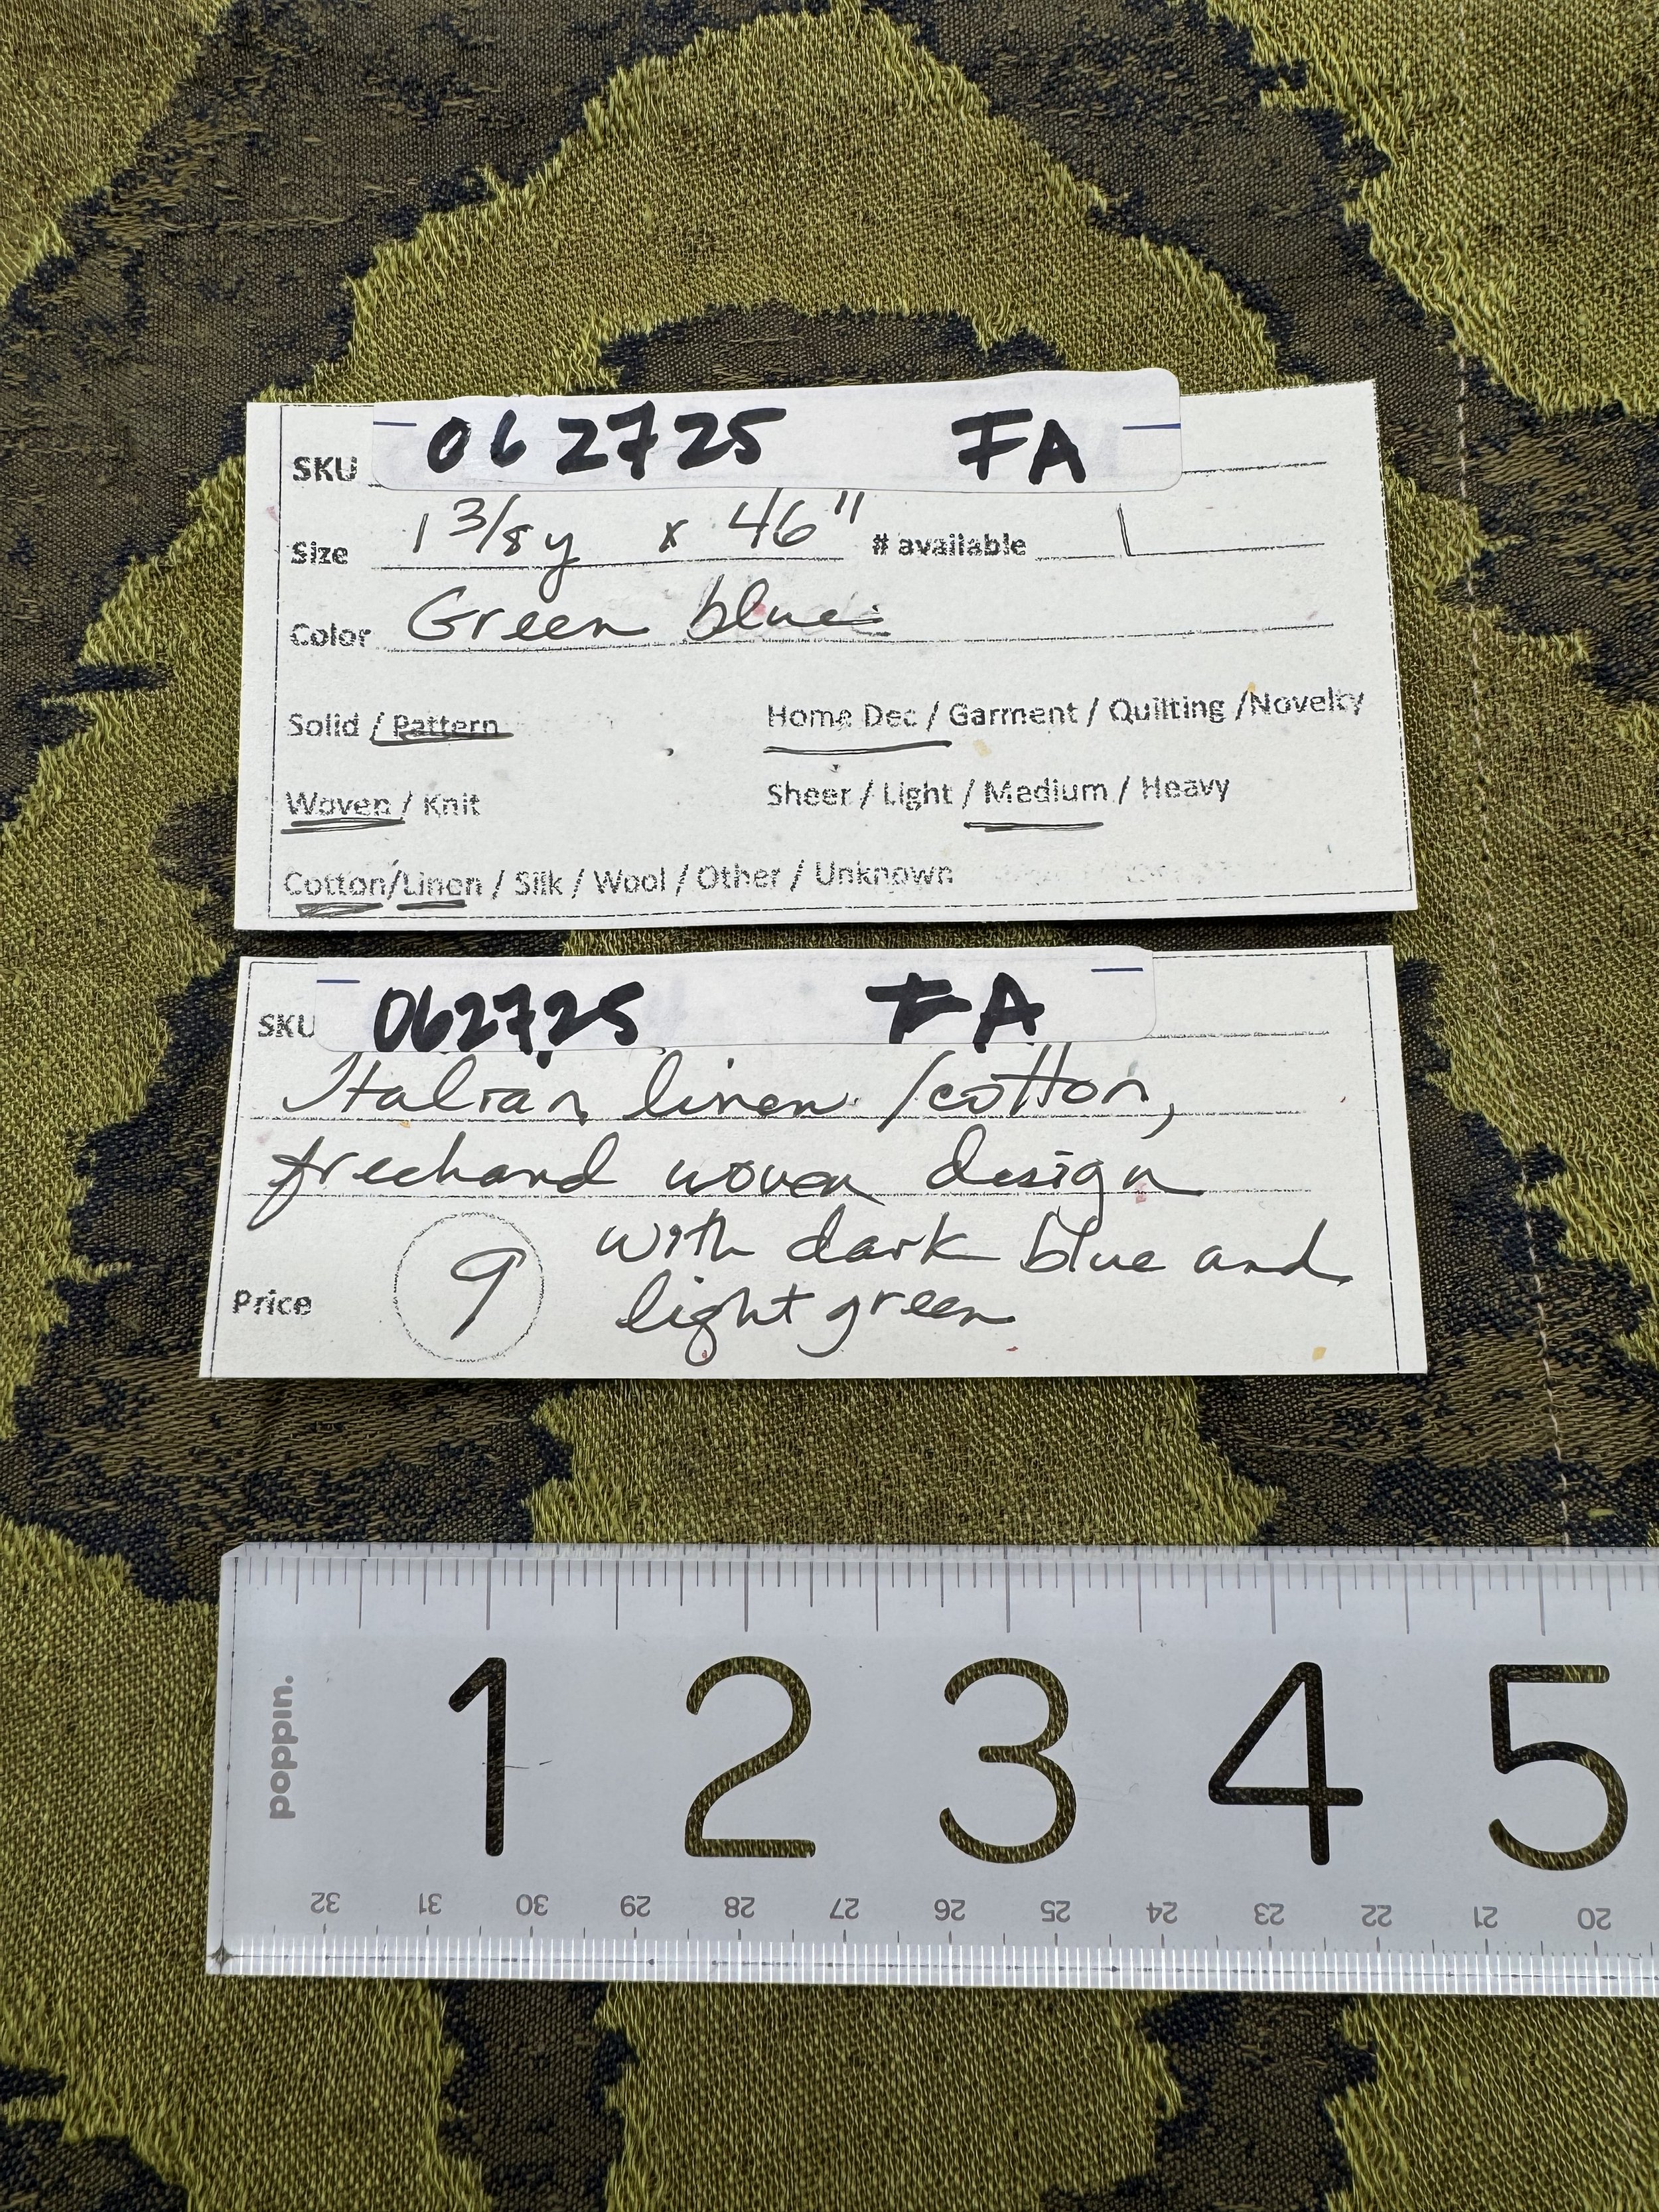 SKU 062725 FA
Size 1 3/8 y x 46" # available 1
Color Green blue
Solid / Pattern Home Dec / Garment / Quilting /Novelty
Woven / Knit Sheer / Light / Medium / Heavy
Cotton/Linen / Silk / Wool / Other / Unknown
SKU 062725 FA
Italian linen /cotton,
freehand woven design
with dark blue and
light green
Price 9
poppin.
1 2 3 4 5
32 31 30 29 28 27 26 25 24 23 22 21 20